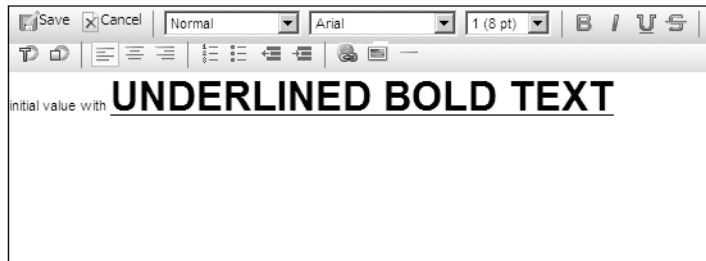 Save Cancel Normal Arial 1 (8 pt) B I U S
initial value with UNDERLINED BOLD TEXT